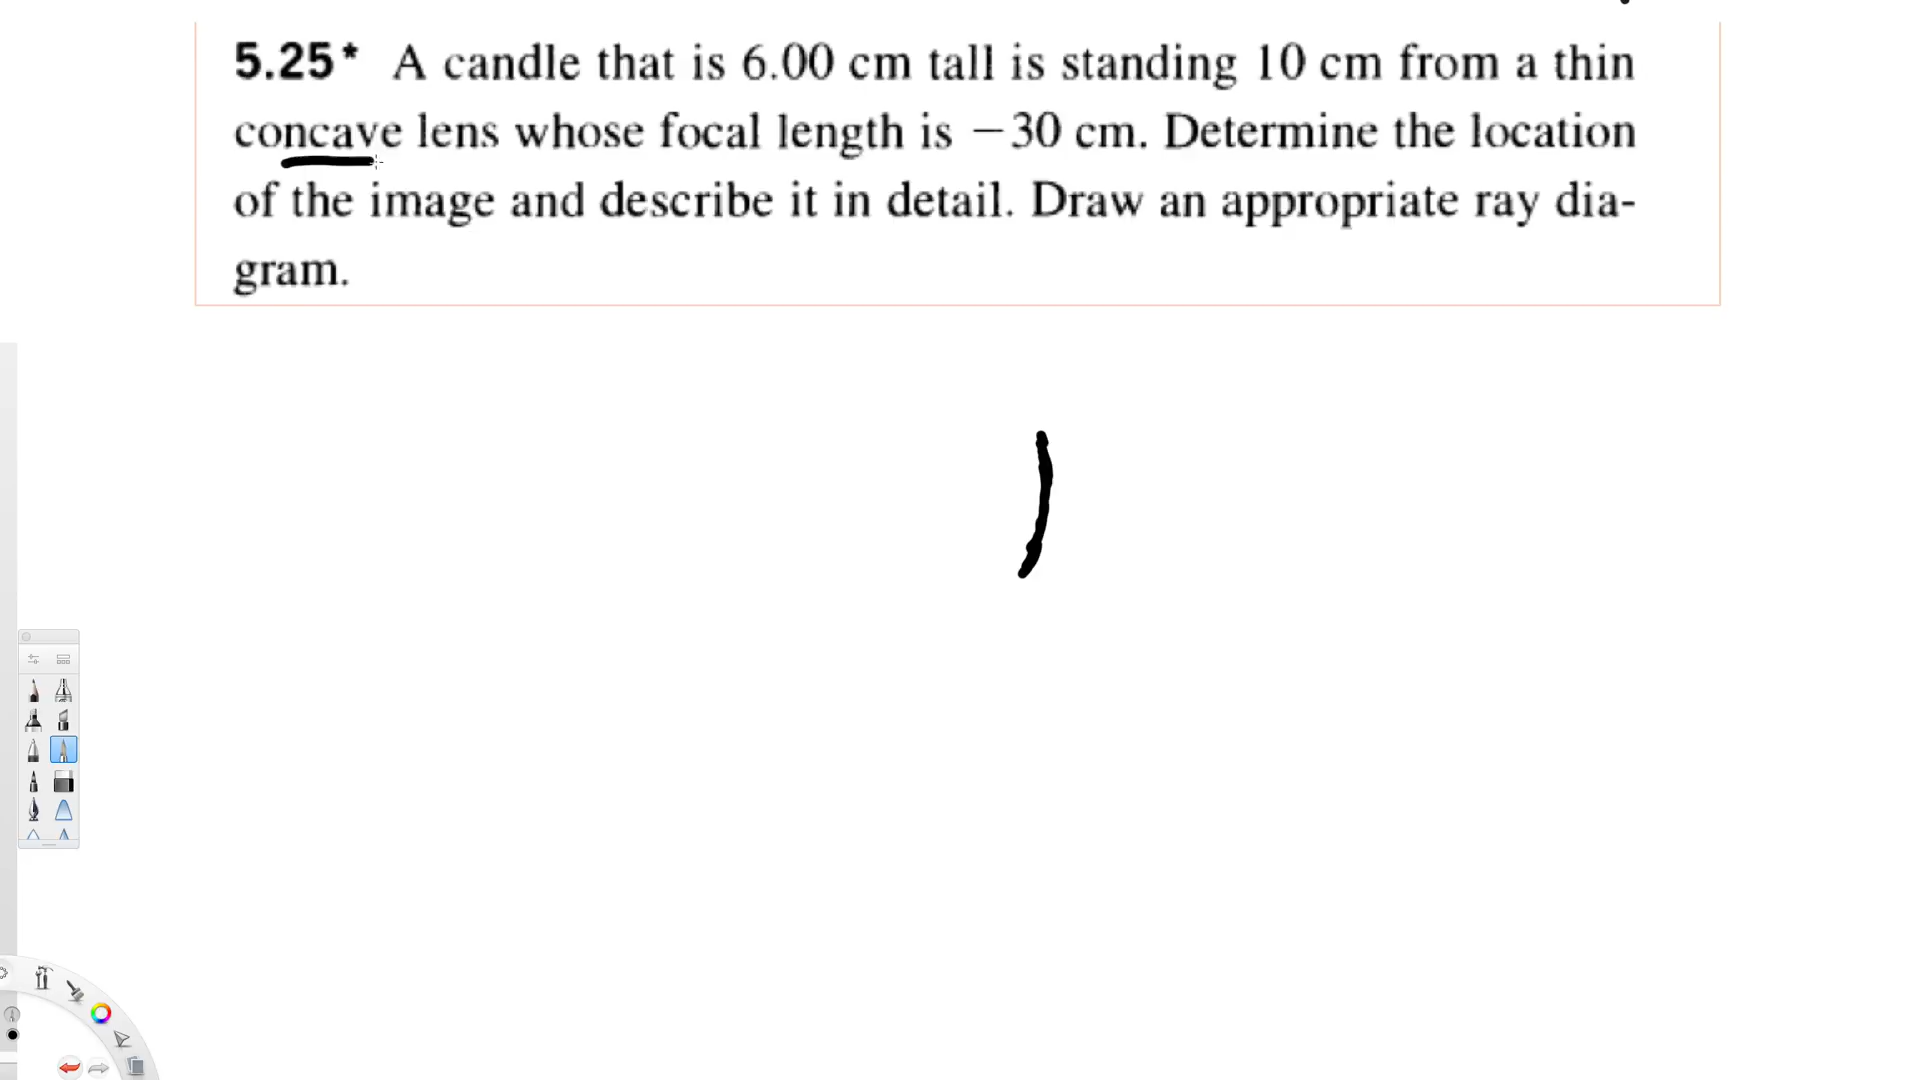 5.25* A candle that is 6.00 cm tall is standing 10 cm from a thin
concave lens whose focal length is −30 cm. Determine the location
of the image and describe it in detail. Draw an appropriate ray dia-
gram.